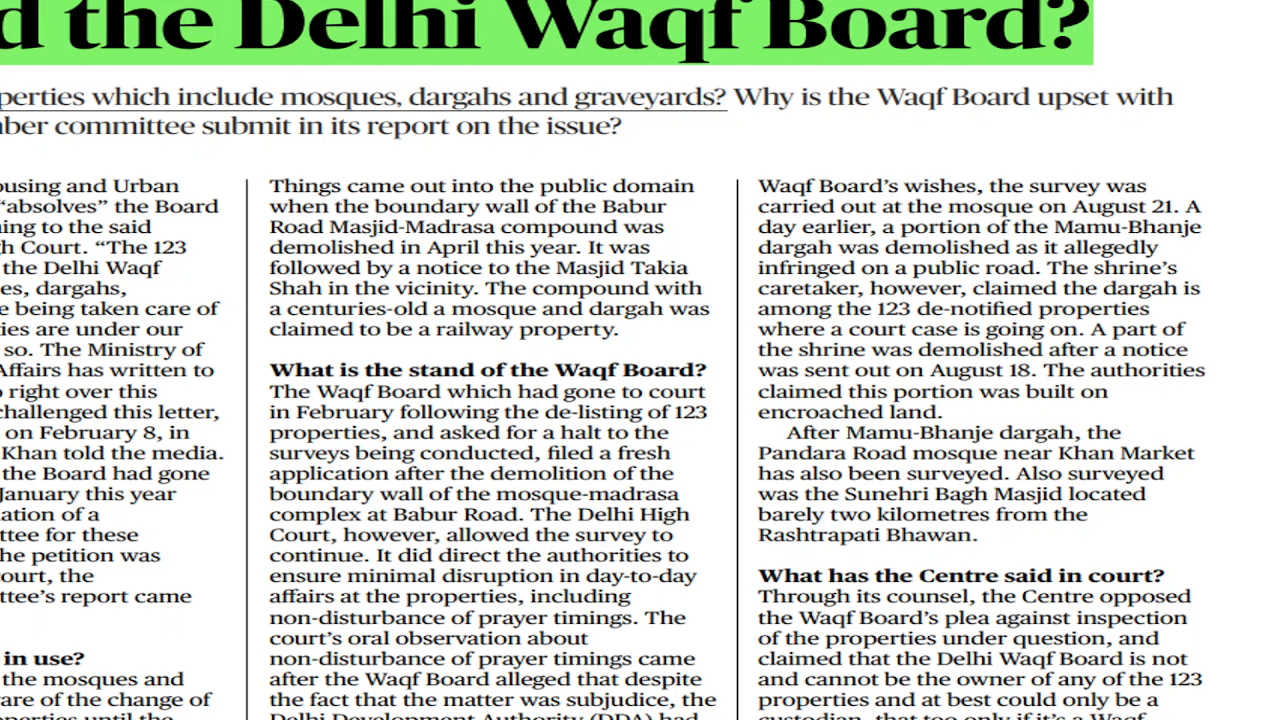 d the Delhi Waqf Board?
perties which include mosques, dargahs and graveyards? Why is the Waqf Board upset with
ber committee submit in its report on the issue?
ousing and Urban
“absolves” the Board
ning to the said
gh Court. “The 123
the Delhi Waqf
es, dargahs,
e being taken care of
ties are under our
so. The Ministry of
Affairs has written to
o right over this
challenged this letter,
on February 8, in
Khan told the media.
the Board had gone
January this year
ation of a
ttee for these
he petition was
court, the
ttee’s report came
in use?
the mosques and
are of the change of
operties until the
Things came out into the public domain
when the boundary wall of the Babur
Road Masjid-Madrasa compound was
demolished in April this year. It was
followed by a notice to the Masjid Takia
Shah in the vicinity. The compound with
a centuries-old a mosque and dargah was
claimed to be a railway property.
What is the stand of the Waqf Board?
The Waqf Board which had gone to court
in February following the de-listing of 123
properties, and asked for a halt to the
surveys being conducted, filed a fresh
application after the demolition of the
boundary wall of the mosque-madrasa
complex at Babur Road. The Delhi High
Court, however, allowed the survey to
continue. It did direct the authorities to
ensure minimal disruption in day-to-day
affairs at the properties, including
non-disturbance of prayer timings. The
court’s oral observation about
non-disturbance of prayer timings came
after the Waqf Board alleged that despite
the fact that the matter was subjudice, the
Delhi Development Authority (DDA) had
Waqf Board’s wishes, the survey was
carried out at the mosque on August 21. A
day earlier, a portion of the Mamu-Bhanje
dargah was demolished as it allegedly
infringed on a public road. The shrine’s
caretaker, however, claimed the dargah is
among the 123 de-notified properties
where a court case is going on. A part of
the shrine was demolished after a notice
was sent out on August 18. The authorities
claimed this portion was built on
encroached land.
After Mamu-Bhanje dargah, the
Pandara Road mosque near Khan Market
has also been surveyed. Also surveyed
was the Sunehri Bagh Masjid located
barely two kilometres from the
Rashtrapati Bhawan.
What has the Centre said in court?
Through its counsel, the Centre opposed
the Waqf Board’s plea against inspection
of the properties under question, and
claimed that the Delhi Waqf Board is not
and cannot be the owner of any of the 123
properties and at best could only be a
custodian, that too only if it’s a Waqf